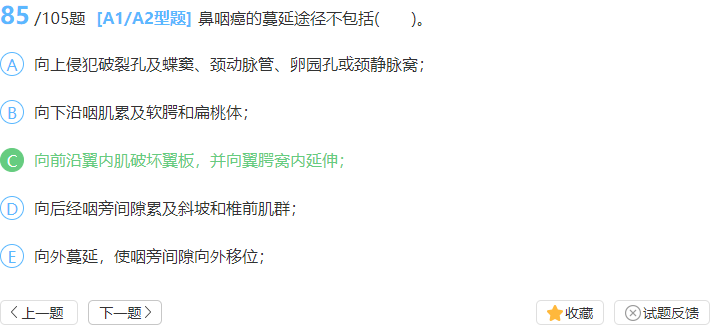 85 /105题 [A1/A2型题] 鼻咽癌的蔓延途径不包括(　　)。
A 向上侵犯破裂孔及蝶窦、颈动脉管、卵园孔或颈静脉窝；
B 向下沿咽肌累及软腭和扁桃体；
C 向前沿翼内肌破坏翼板，并向翼腭窝内延伸；
D 向后经咽旁间隙累及斜坡和椎前肌群；
E 向外蔓延，使咽旁间隙向外移位；
上一题 下一题 收藏 试题反馈